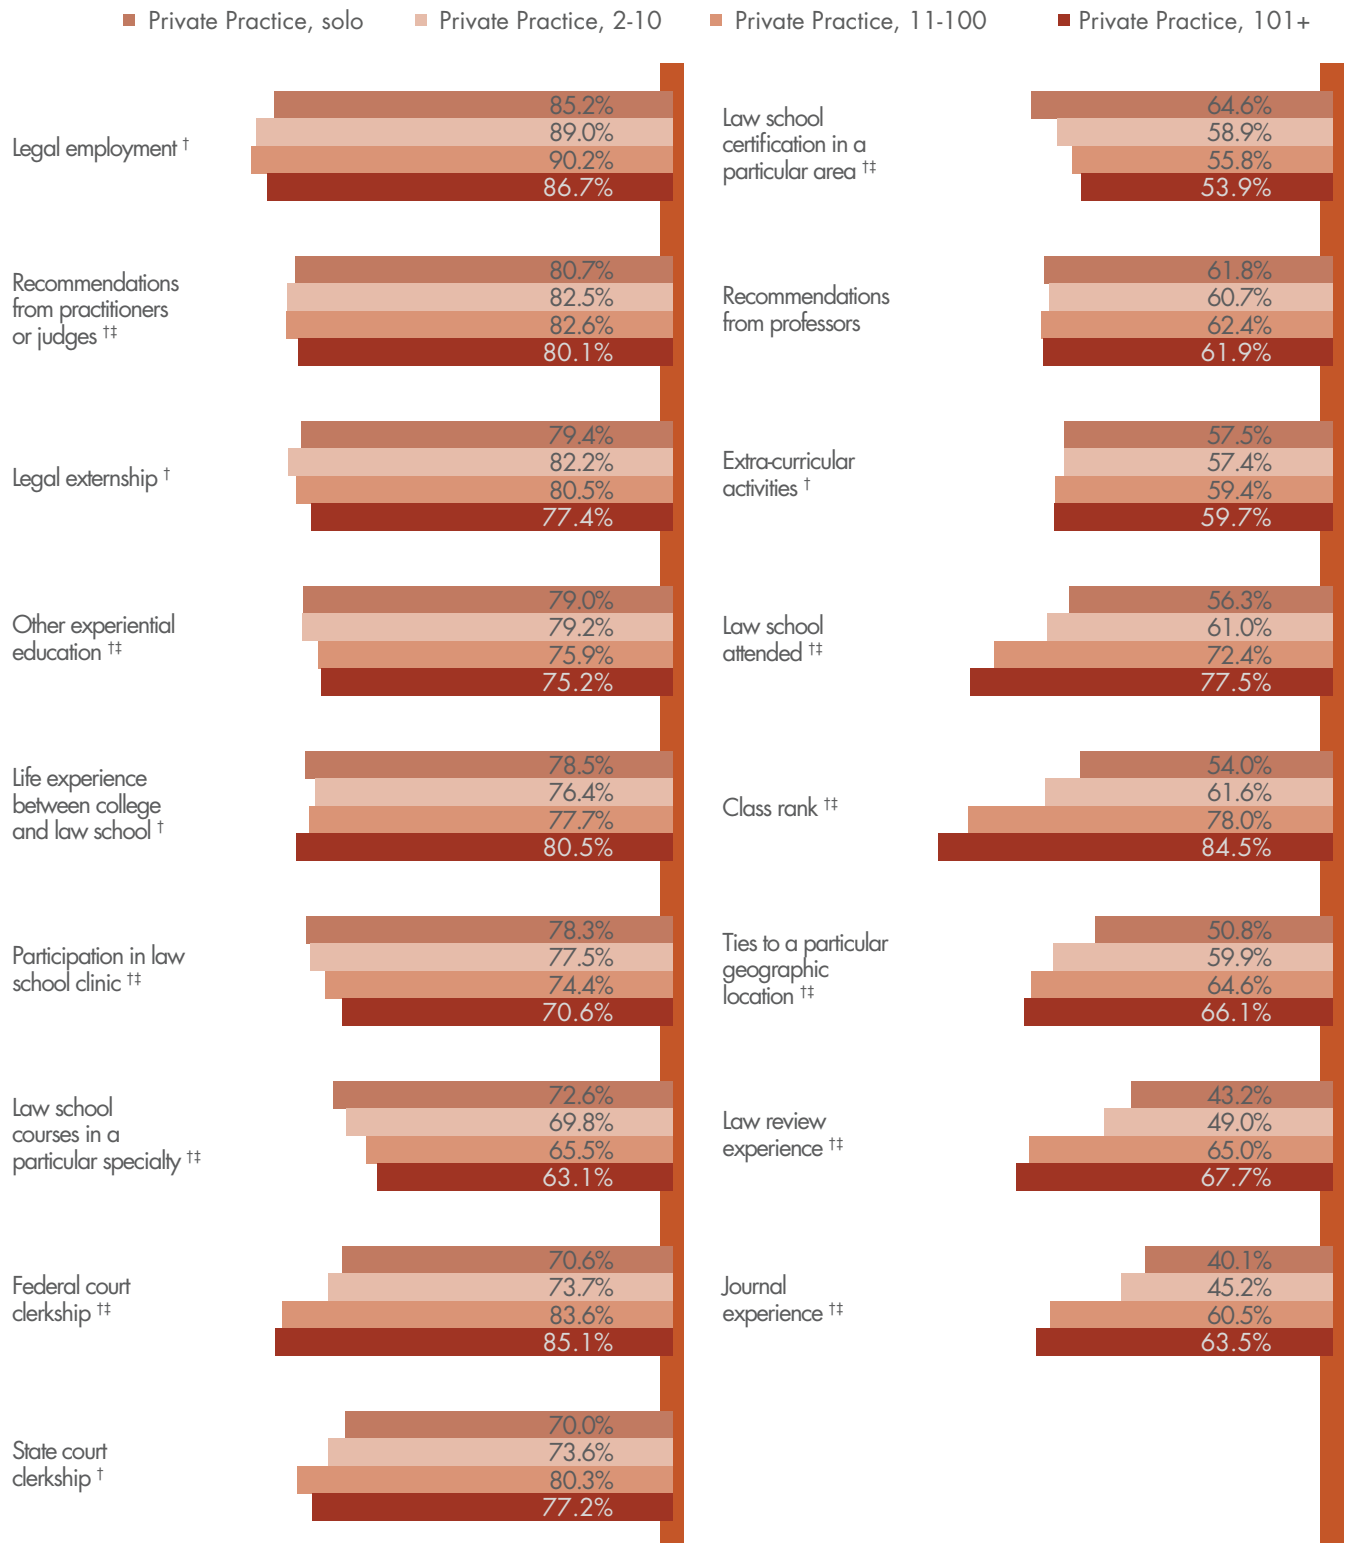 Private Practice, solo
Private Practice, 2-10
Private Practice, 11-100
Private Practice, 101+
Legal employment †
85.2%
89.0%
90.2%
86.7%
Recommendations
from practitioners
or judges †‡
80.7%
82.5%
82.6%
80.1%
Legal externship †
79.4%
82.2%
80.5%
77.4%
Other experiential
education †‡
79.0%
79.2%
75.9%
75.2%
Life experience
between college
and law school †
78.5%
76.4%
77.7%
80.5%
Participation in law
school clinic †‡
78.3%
77.5%
74.4%
70.6%
Law school
courses in a
particular specialty †‡
72.6%
69.8%
65.5%
63.1%
Federal court
clerkship †‡
70.6%
73.7%
83.6%
85.1%
State court
clerkship †
70.0%
73.6%
80.3%
77.2%
Law school
certification in a
particular area †‡
64.6%
58.9%
55.8%
53.9%
Recommendations
from professors
61.8%
60.7%
62.4%
61.9%
Extra-curricular
activities †
57.5%
57.4%
59.4%
59.7%
Law school
attended †‡
56.3%
61.0%
72.4%
77.5%
Class rank †‡
54.0%
61.6%
78.0%
84.5%
Ties to a particular
geographic
location †‡
50.8%
59.9%
64.6%
66.1%
Law review
experience †‡
43.2%
49.0%
65.0%
67.7%
Journal
experience †‡
40.1%
45.2%
60.5%
63.5%